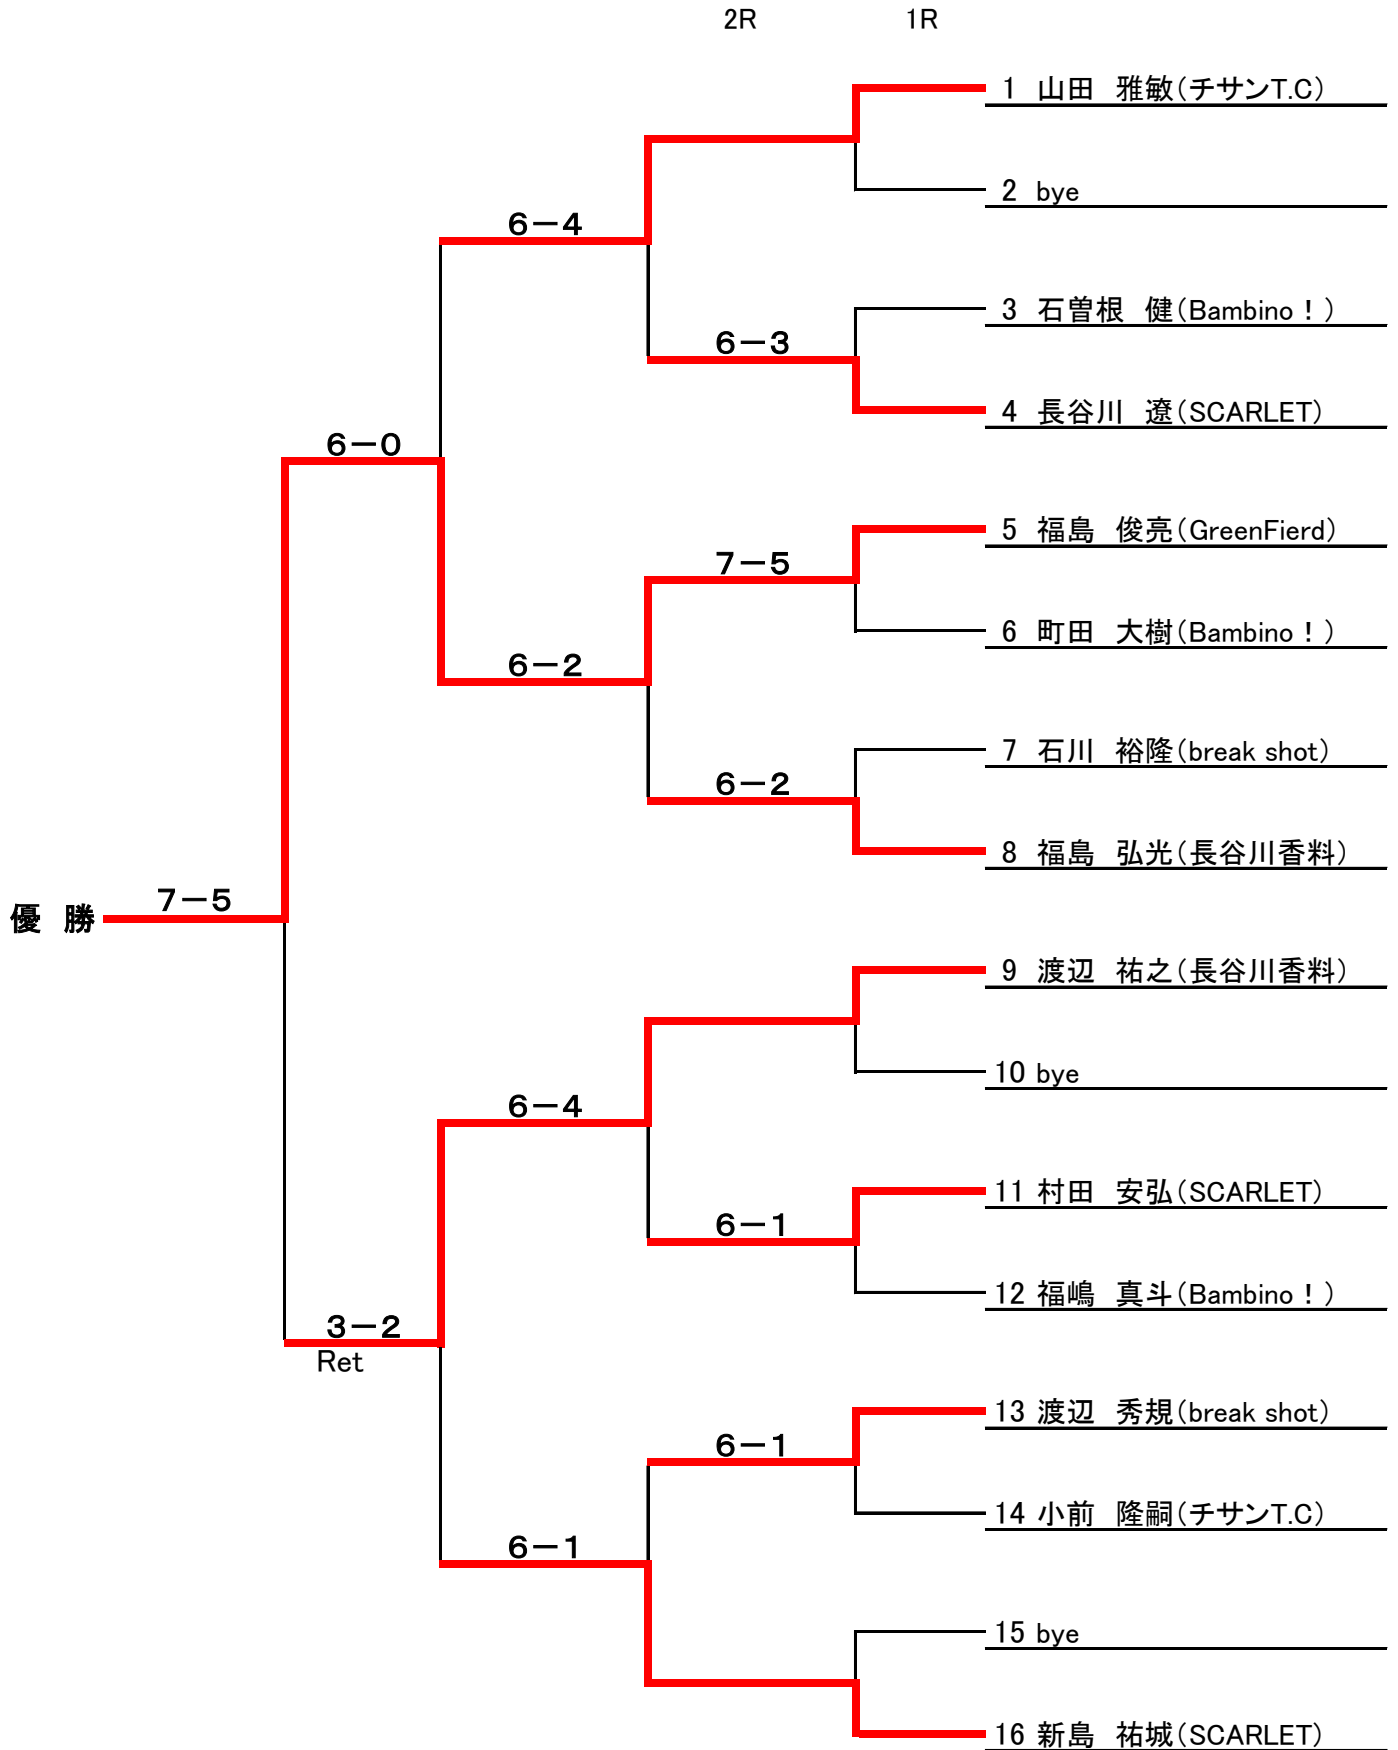 2R 1R
1 山田 雅敏(チサンT.C)
2 bye
6-4
3 石曽根 健(Bambino!)
6-3
4 長谷川 遼(SCARLET)
6-0
5 福島 俊亮(GreenFierd)
7-5
6 町田 大樹(Bambino!)
6-2
7 石川 裕隆(break shot)
6-2
8 福島 弘光(長谷川香料)
7-5
優 勝
9 渡辺 祐之(長谷川香料)
10 bye
6-4
11 村田 安弘(SCARLET)
6-1
12 福嶋 真斗(Bambino!)
3-2
Ret
13 渡辺 秀規(break shot)
6-1
14 小前 隆嗣(チサンT.C)
6-1
15 bye
16 新島 祐城(SCARLET)